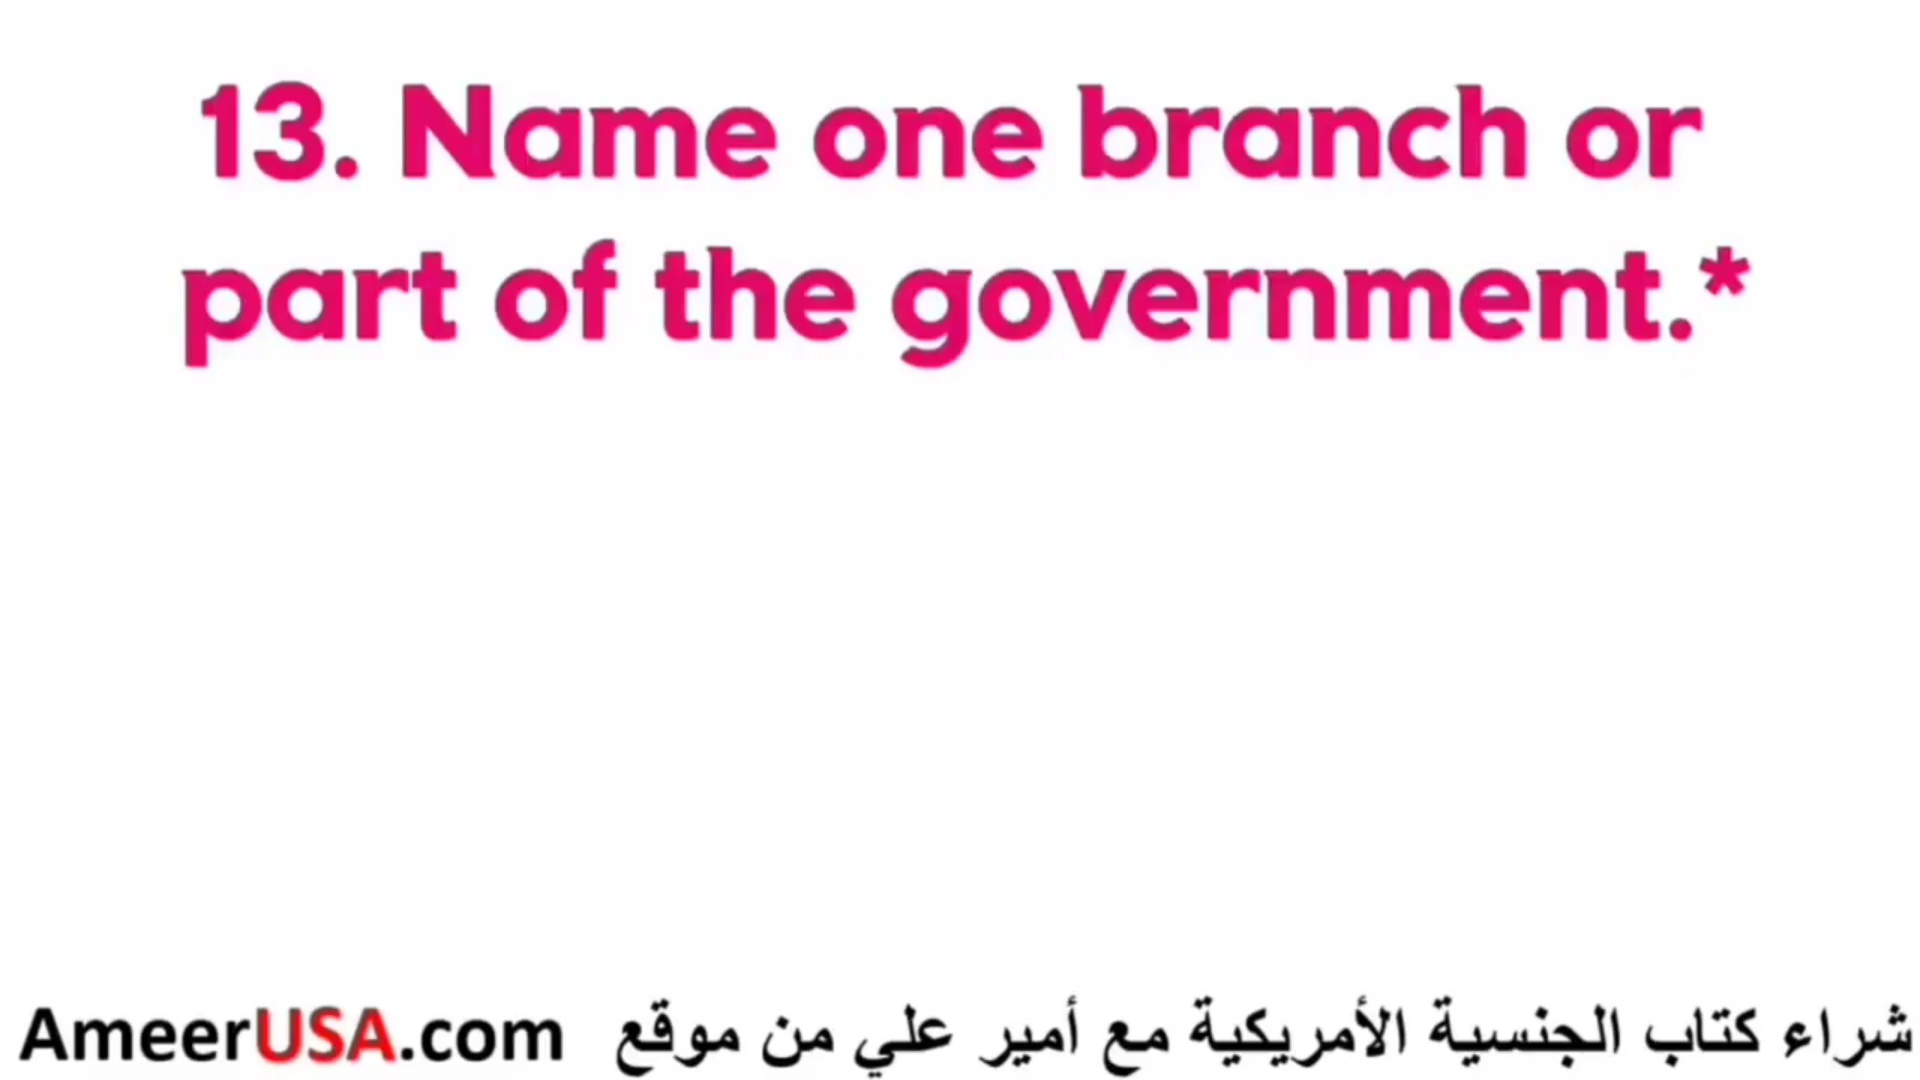 13. Name one branch or
part of the government.*
شراء كتاب الجنسية الأمريكية مع أمير علي من موقع AmeerUSA.com